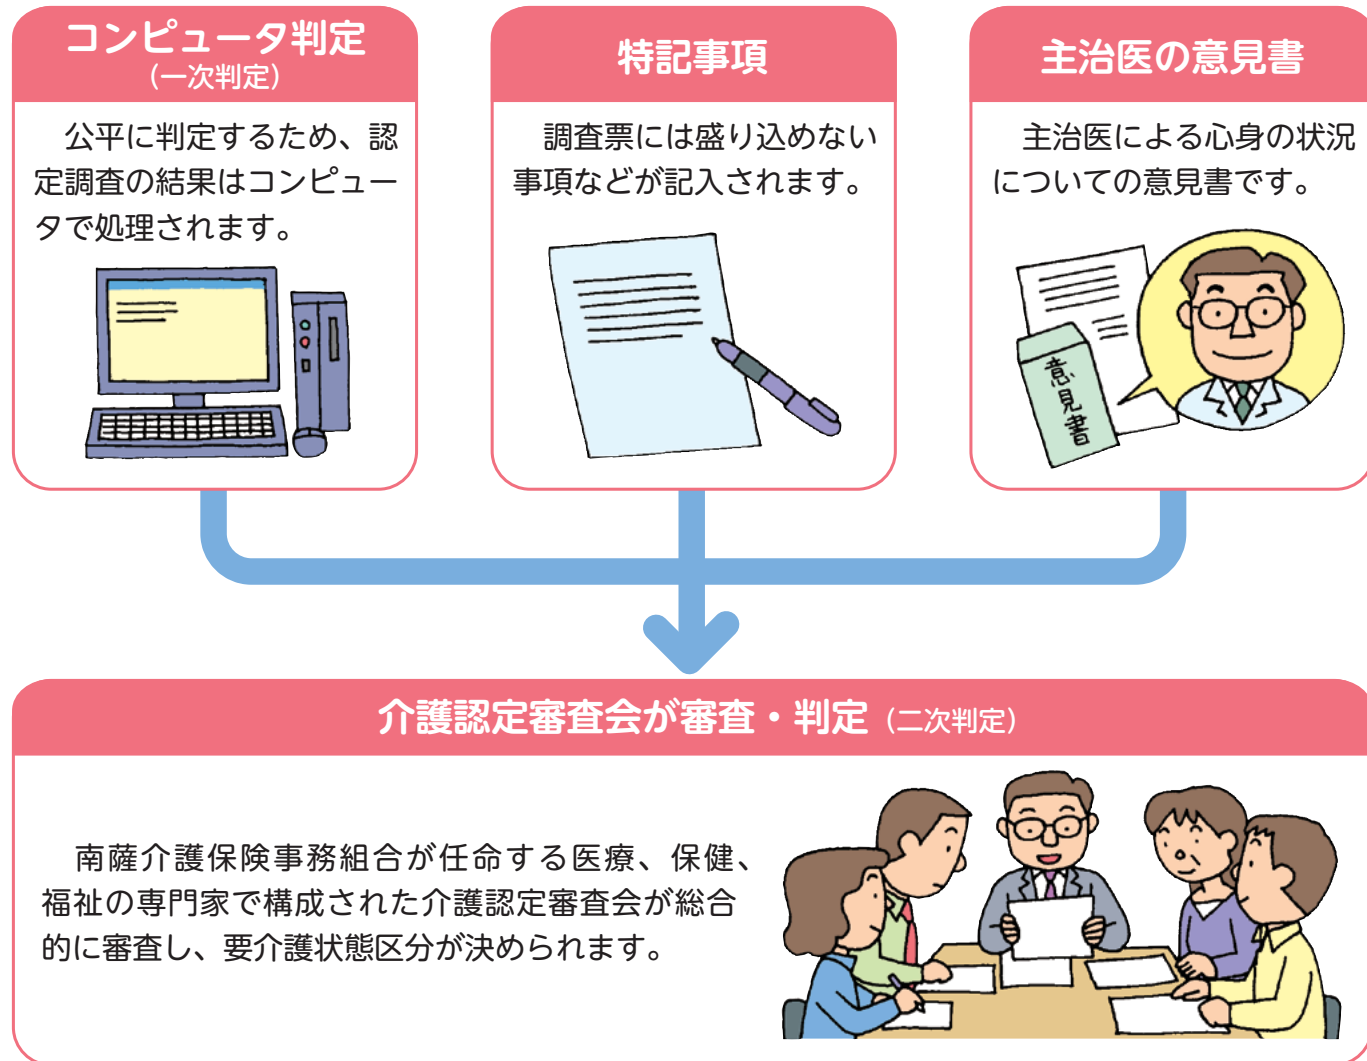 コンピュータ判定
（一次判定）
公平に判定するため、認
定調査の結果はコンピュー
タで処理されます。
特記事項
調査票には盛り込めない
事項などが記入されます。
主治医の意見書
主治医による心身の状況
についての意見書です。
意見書
介護認定審査会が審査・判定（二次判定）
南薩介護保険事務組合が任命する医療、保健、
福祉の専門家で構成された介護認定審査会が総合
的に審査し、要介護状態区分が決められます。